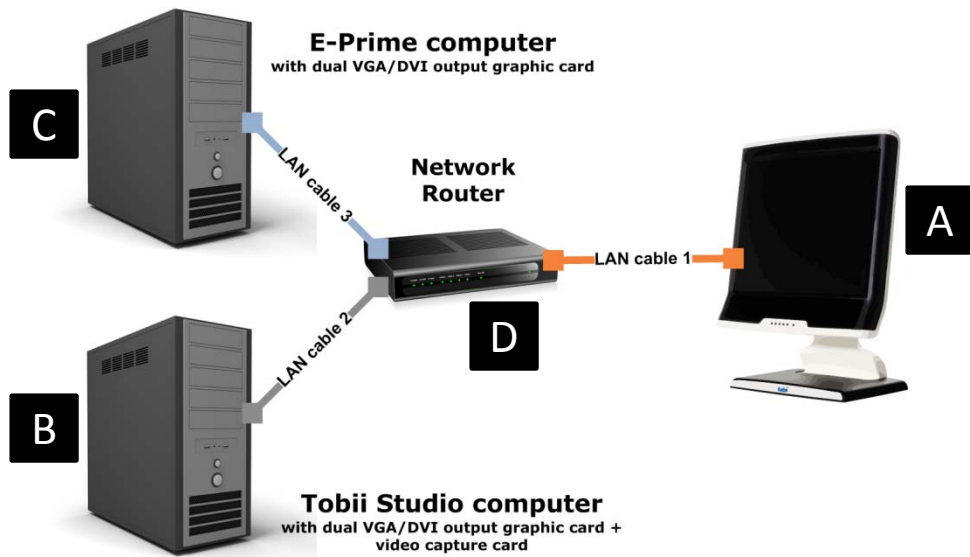 E-Prime computer
with dual VGA/DVI output graphic card
C
LAN cable 3
Network
Router
A
LAN cable 1
D
LAN cable 2
B
tobii
Tobii Studio computer
with dual VGA/DVI output graphic card +
video capture card